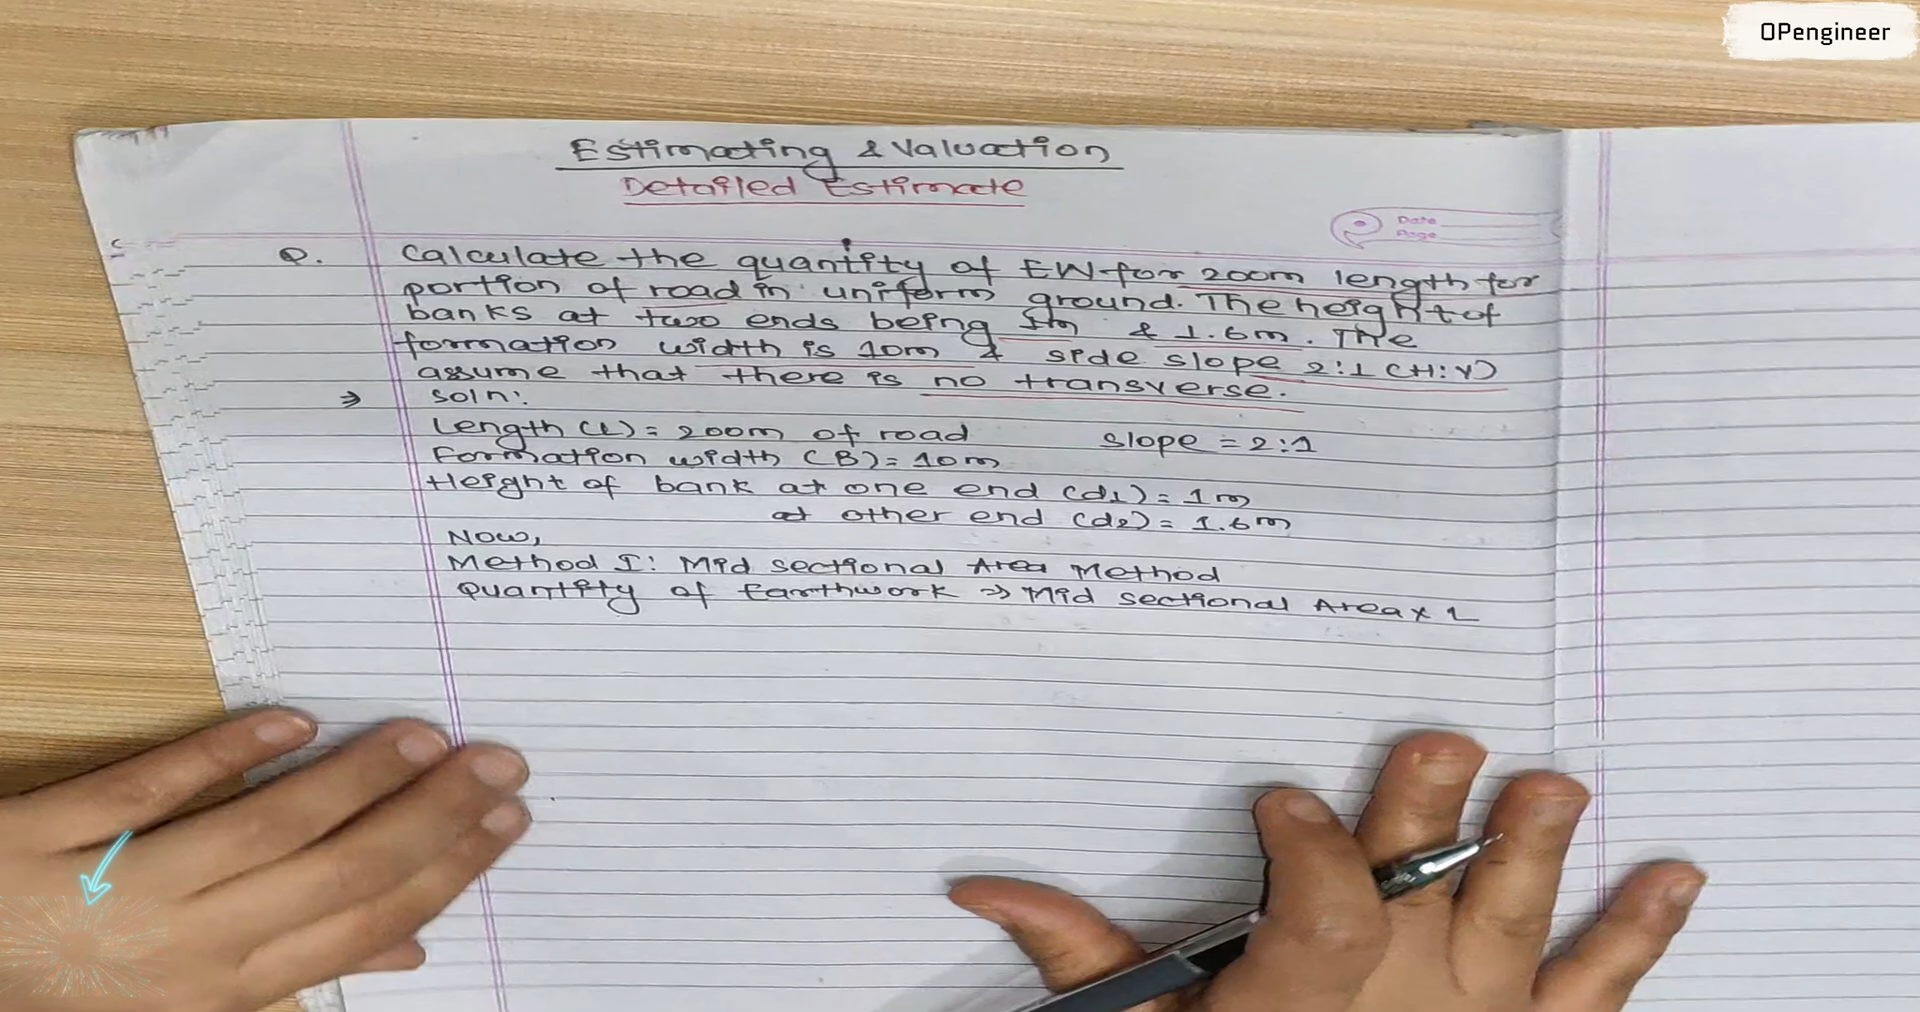 OPengineer
Estimating & Valuation
Detailed Estimate
Date
Page
Q. Calculate the quantity of EW for 200m length for
portion of road in uniform ground. The height of
banks at two ends being 1m & 1.6m. The
formation width is 10m & side slope 2:1 (H:V)
assume that there is no transverse.
⇒ Soln:
Length (L) = 200m of road Slope = 2:1
Formation width (B) = 10m
Height of bank at one end (d1) = 1m
at other end (d2) = 1.6m
Now,
Method I: Mid sectional Area Method
Quantity of Earthwork ⇒ Mid sectional Area x L